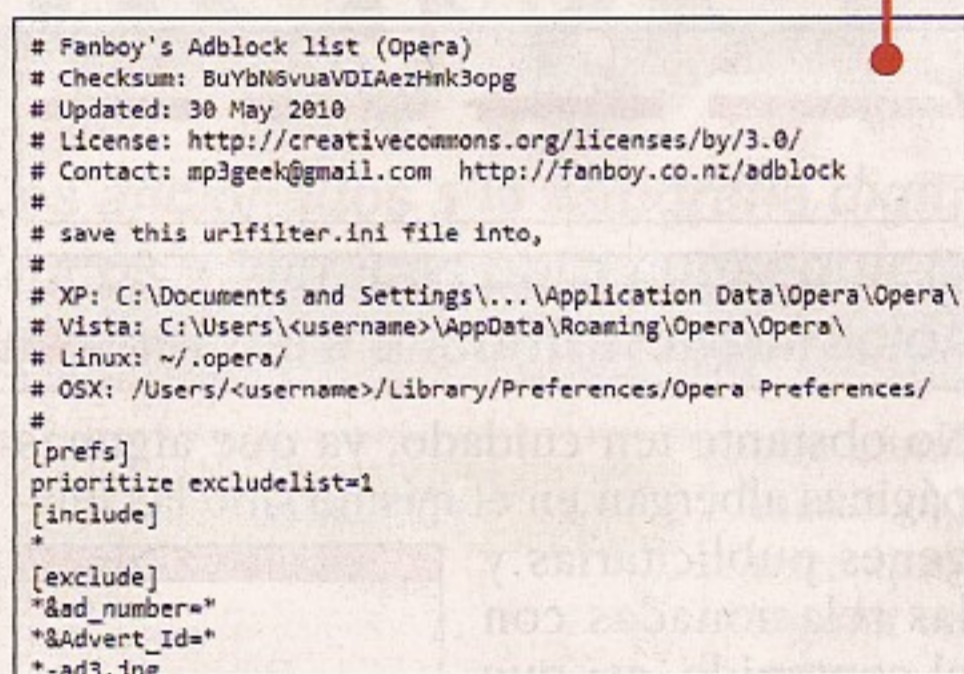 # Fanboy's Adblock list (Opera)
# Checksum: BuYbN6vuaVDIAezHmk3opg
# Updated: 30 May 2010
# License: http://creativecommons.org/licenses/by/3.0/
# Contact: mp3geek@gmail.com  http://fanboy.co.nz/adblock
#
# save this urlfilter.ini file into,
#
# XP: C:\Documents and Settings\...\Application Data\Opera\Opera\
# Vista: C:\Users\<username>\AppData\Roaming\Opera\Opera\
# Linux: ~/.opera/
# OSX: /Users/<username>/Library/Preferences/Opera Preferences/
#
[prefs]
prioritize excludelist=1
[include]
*
[exclude]
*&ad_number=*
*&Advert_Id=*
*-ad3.jpg